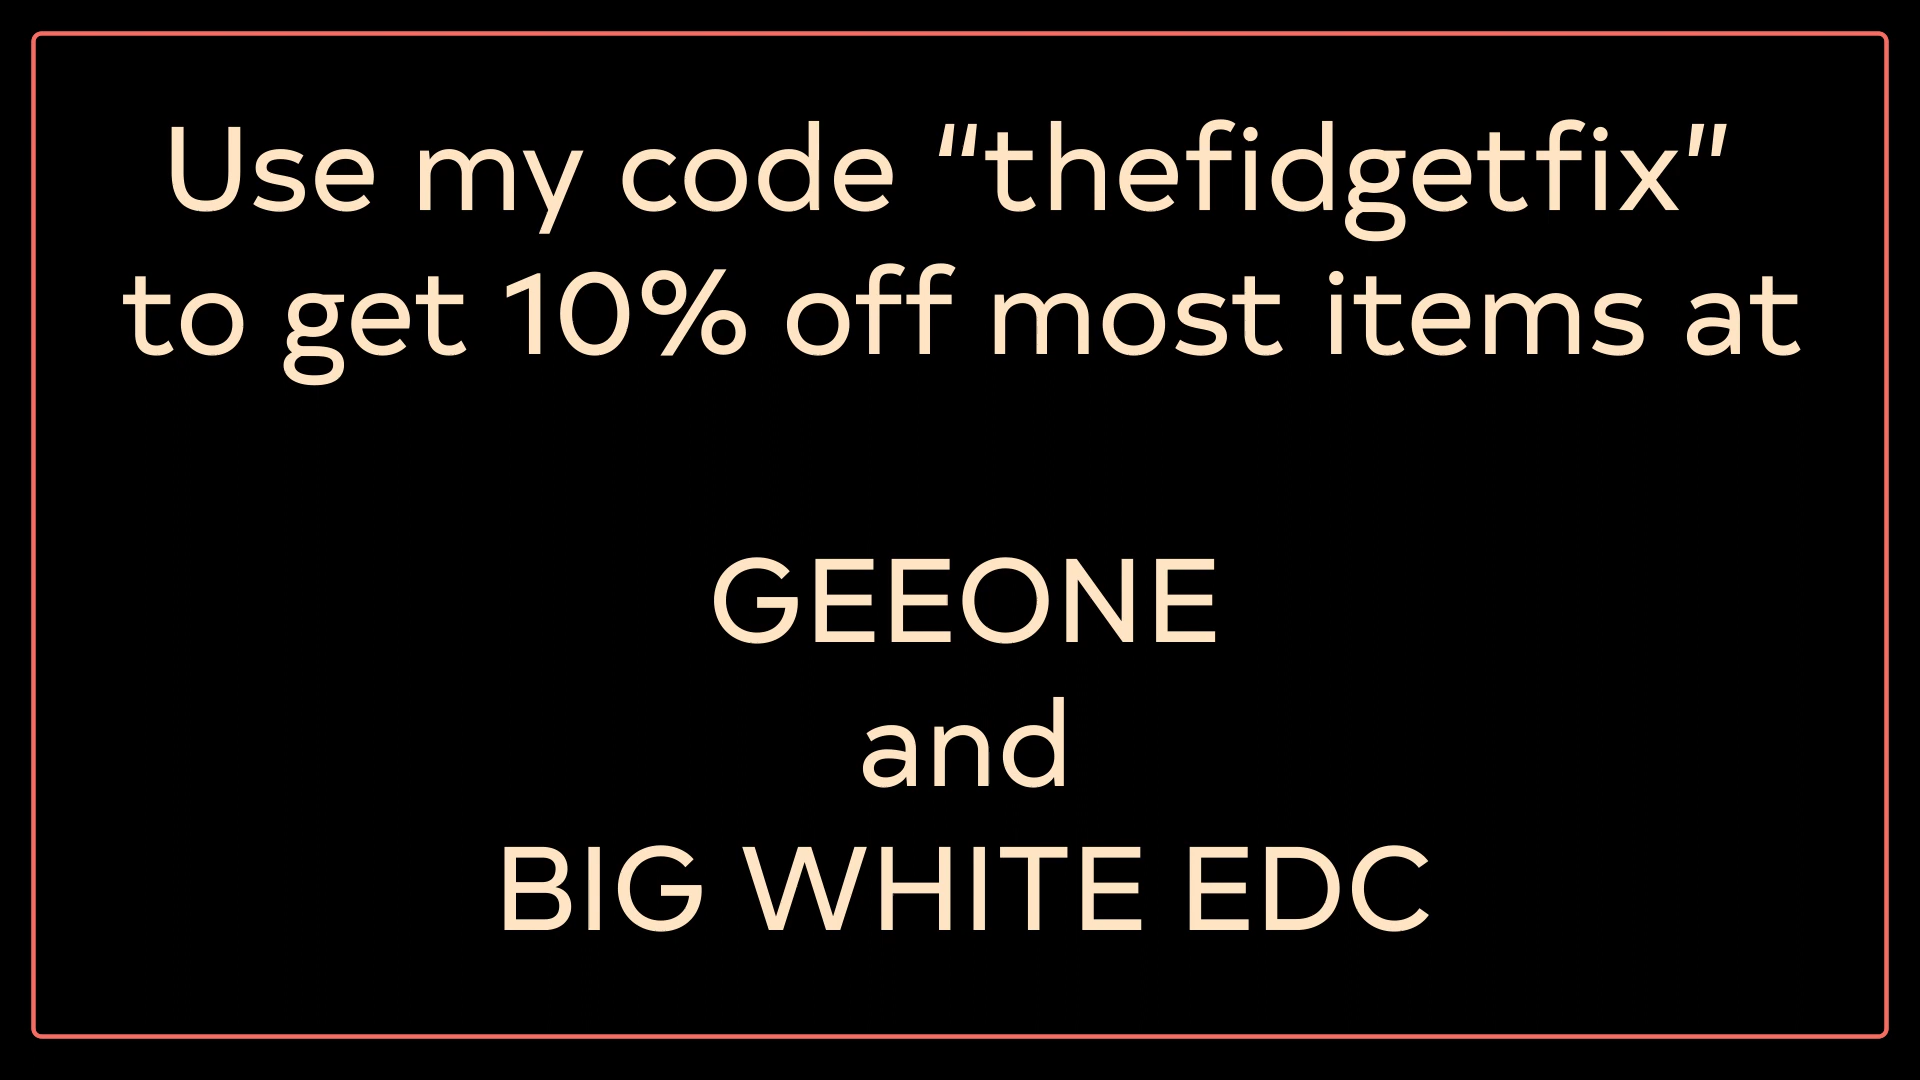 Use my code “thefidgetfix”
to get 10% off most items at
GEEONE
and
BIG WHITE EDC